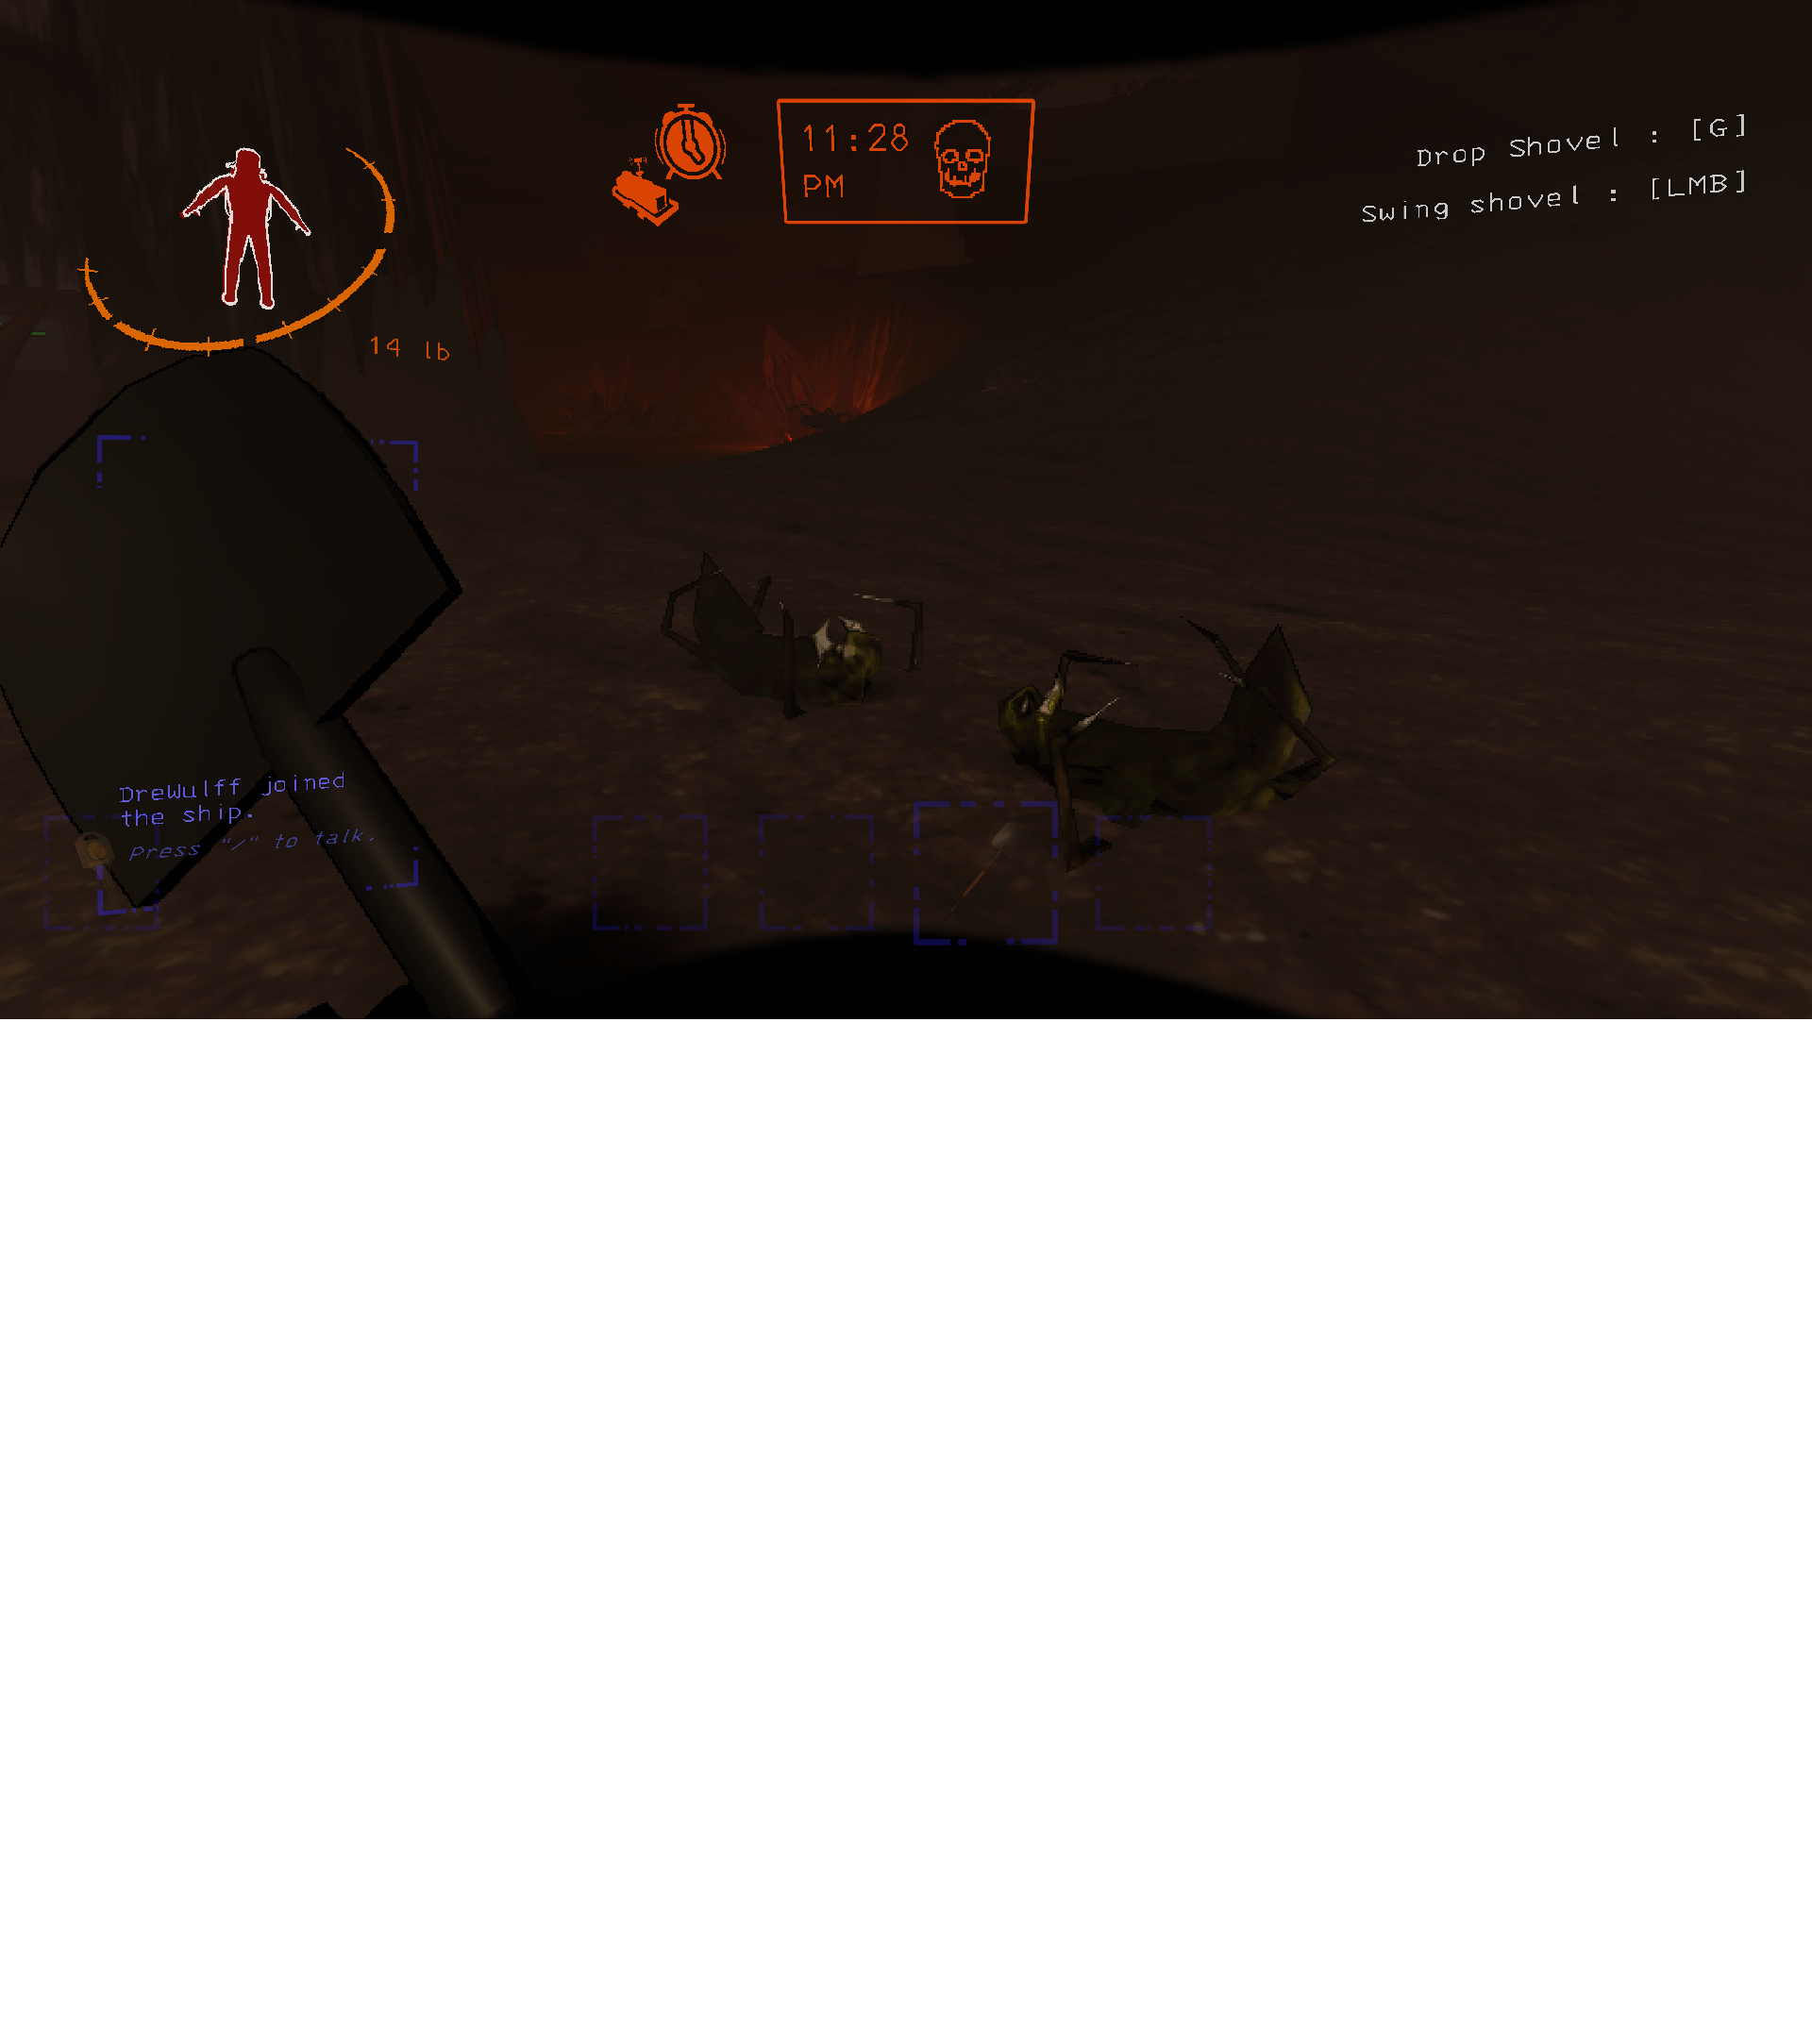 11:28
PM
Drop Shovel : [G]
Swing shovel : [LMB]
14 lb
DreWulff joined
the ship.
Press "/" to talk.